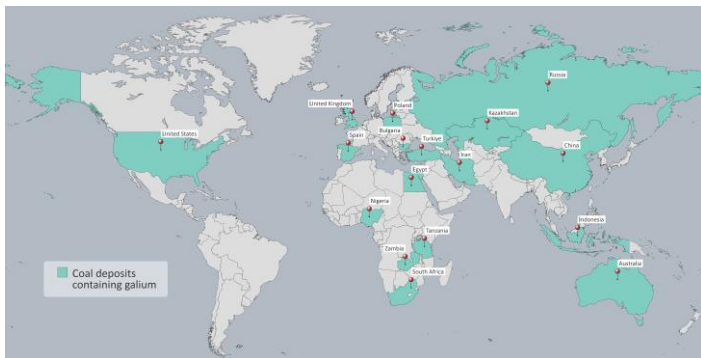 Russia
United Kingdom
Poland
Kazakhstan
United States
Bulgaria
Turkiye
Spain
China
Iran
Egypt
Nigeria
Indonesia
Tanzania
Zambia
Australia
South Africa
Coal deposits
containing galium